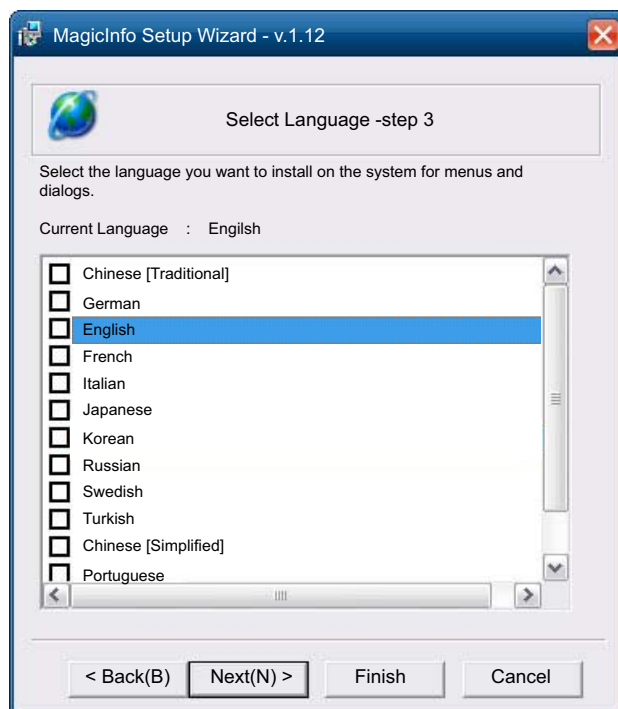 MagicInfo Setup Wizard - v.1.12
Select Language -step 3
Select the language you want to install on the system for menus and
dialogs.
Current Language : Engilsh
Chinese [Traditional]
German
English
French
Italian
Japanese
Korean
Russian
Swedish
Turkish
Chinese [Simplified]
Portuguese
< Back(B) Next(N) > Finish Cancel